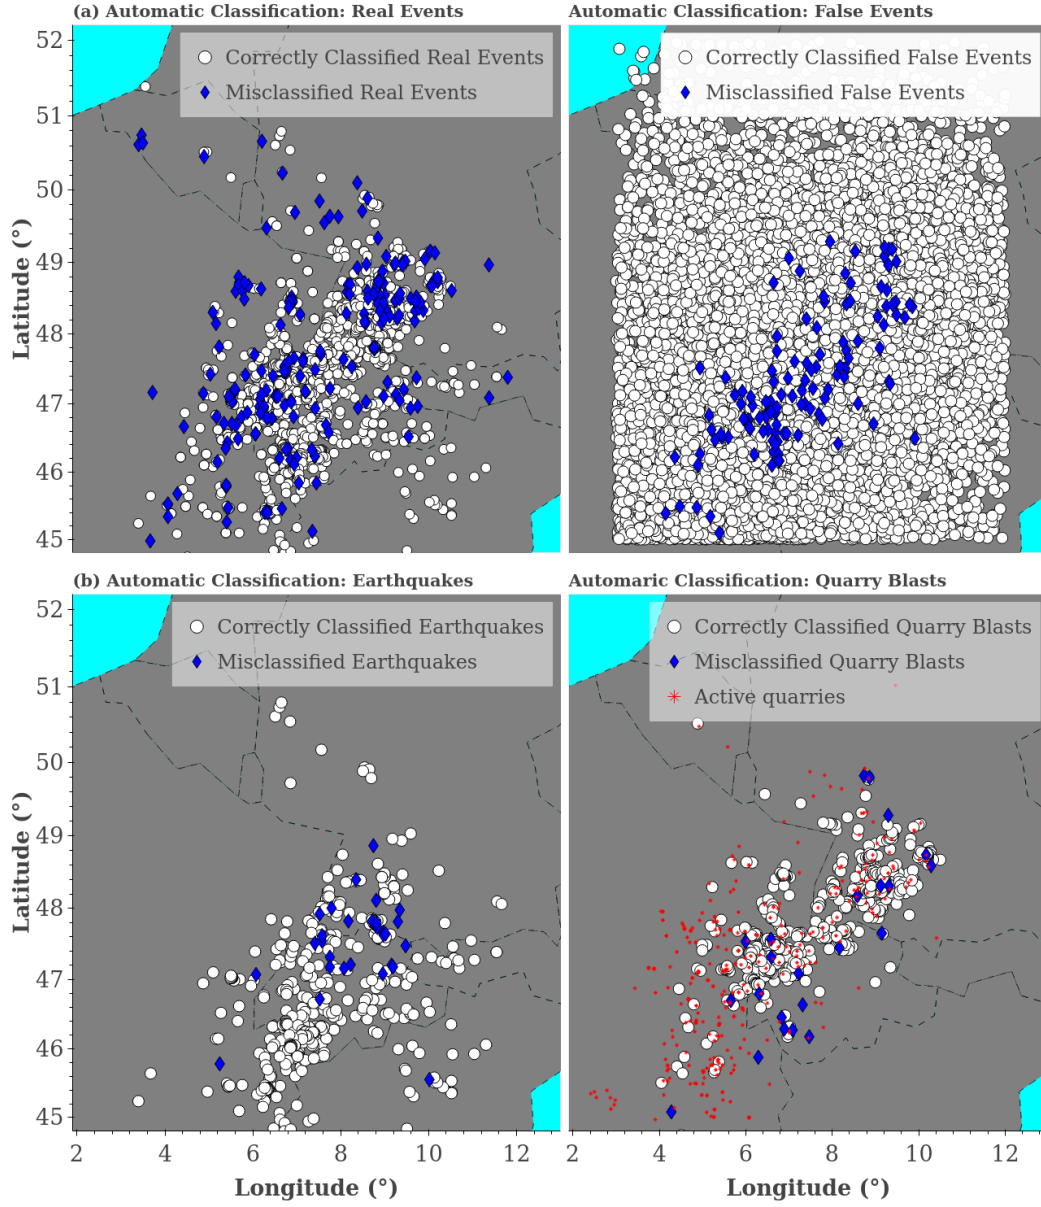 (a) Automatic Classification: Real Events
Automatic Classification: False Events
Correctly Classified Real Events
Misclassified Real Events
Correctly Classified False Events
Misclassified False Events
52
51
50
49
48
47
46
45
Latitude (°)
(b) Automatic Classification: Earthquakes
Automaric Classification: Quarry Blasts
Correctly Classified Earthquakes
Misclassified Earthquakes
Correctly Classified Quarry Blasts
Misclassified Quarry Blasts
Active quarries
52
51
50
49
48
47
46
45
Latitude (°)
2 4 6 8 10 12
2 4 6 8 10 12
Longitude (°)
Longitude (°)